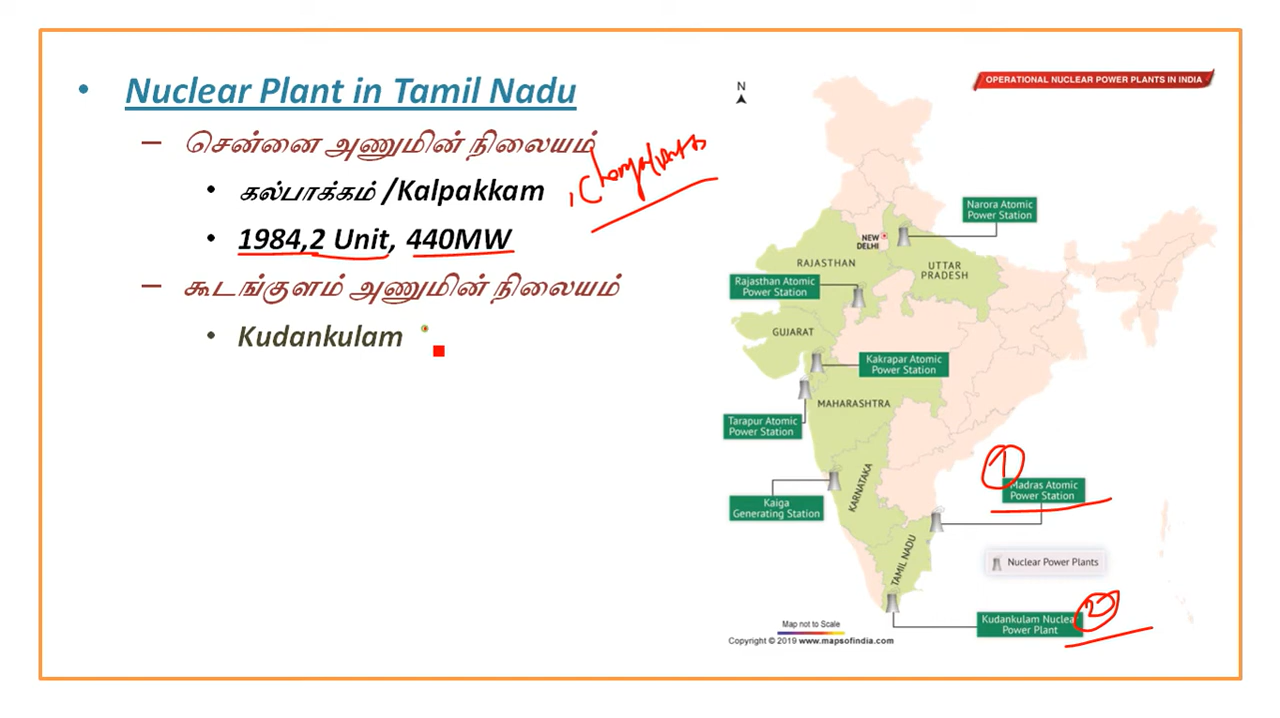 Nuclear Plant in Tamil Nadu
சென்னை அணுமின் நிலையம்
கல்பாக்கம் /Kalpakkam
1984,2 Unit, 440MW
கூடங்குளம் அணுமின் நிலையம்
Kudankulam
OPERATIONAL NUCLEAR POWER PLANTS IN INDIA
N
Narora Atomic
Power Station
NEW
DELHI
RAJASTHAN
UTTAR
PRADESH
Rajasthan Atomic
Power Station
GUJARAT
Kakrapar Atomic
Power Station
MAHARASHTRA
Tarapur Atomic
Power Station
1
Madras Atomic
Power Station
KARNATAKA
Kaiga
Generating Station
TAMIL NADU
Nuclear Power Plants
2
Kudankulam Nuclear
Power Plant
Map not to Scale
Copyright © 2019 www.mapsofindia.com